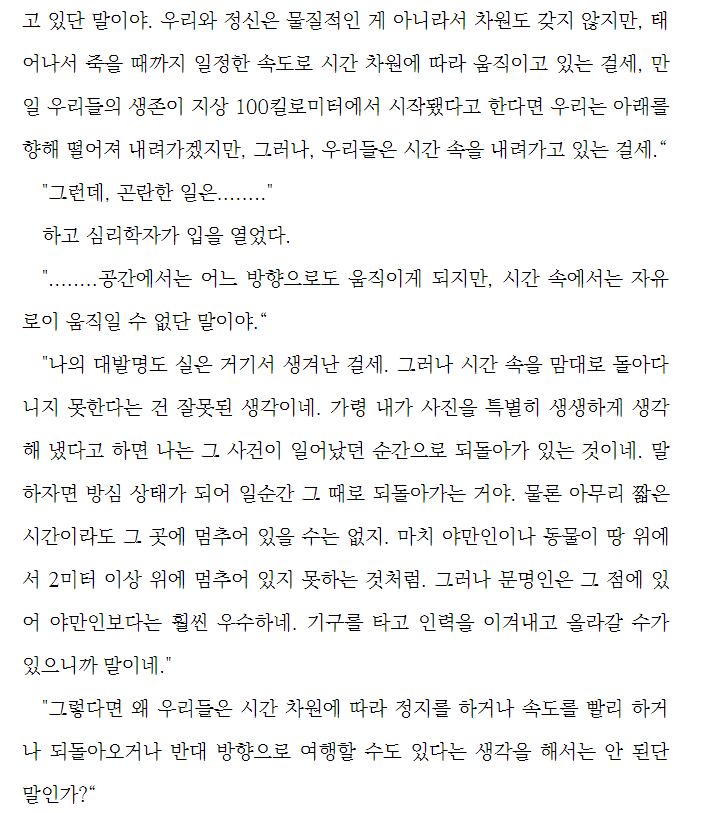 고 있단 말이야. 우리와 정신은 물질적인 게 아니라서 차원도 갖지 않지만, 태
어나서 죽을 때까지 일정한 속도로 시간 차원에 따라 움직이고 있는 걸세, 만
일 우리들의 생존이 지상 100킬로미터에서 시작됐다고 한다면 우리는 아래를
향해 떨어져 내려가겠지만, 그러나, 우리들은 시간 속을 내려가고 있는 걸세.“
"그런데, 곤란한 일은........"
하고 심리학자가 입을 열었다.
"........공간에서는 어느 방향으로도 움직이게 되지만, 시간 속에서는 자유
로이 움직일 수 없단 말이야.“
"나의 대발명도 실은 거기서 생겨난 걸세. 그러나 시간 속을 맘대로 돌아다
니지 못한다는 건 잘못된 생각이네. 가령 내가 사진을 특별히 생생하게 생각
해 냈다고 하면 나는 그 사건이 일어났던 순간으로 되돌아가 있는 것이네. 말
하자면 방심 상태가 되어 일순간 그 때로 되돌아가는 거야. 물론 아무리 짧은
시간이라도 그 곳에 멈추어 있을 수는 없지. 마치 야만인이나 동물이 땅 위에
서 2미터 이상 위에 멈추어 있지 못하는 것처럼. 그러나 문명인은 그 점에 있
어 야만인보다는 훨씬 우수하네. 기구를 타고 인력을 이겨내고 올라갈 수가
있으니까 말이네."
"그렇다면 왜 우리들은 시간 차원에 따라 정지를 하거나 속도를 빨리 하거
나 되돌아오거나 반대 방향으로 여행할 수도 있다는 생각을 해서는 안 된단
말인가?“